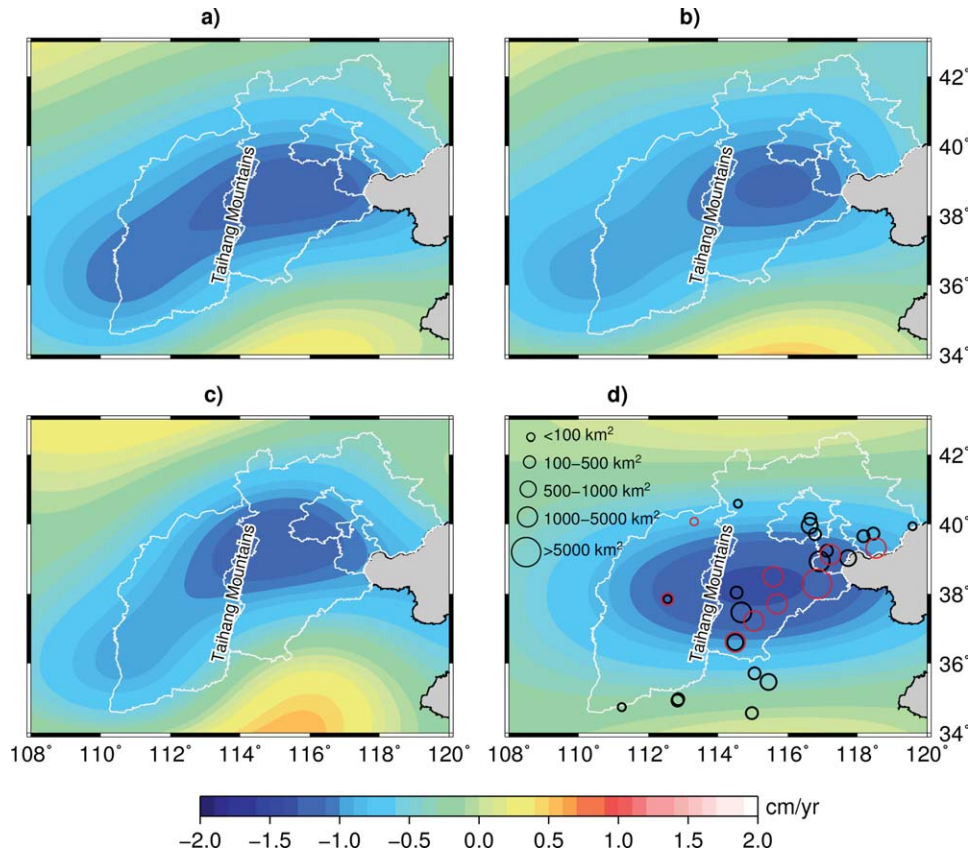 a)
b)
Taihang Mountains
Taihang Mountains
42˚
40˚
38˚
36˚
34˚
c)
d)
Taihang Mountains
Taihang Mountains
<100 km²
100–500 km²
500–1000 km²
1000–5000 km²
>5000 km²
42˚
40˚
38˚
36˚
34˚
108˚ 110˚ 112˚ 114˚ 116˚ 118˚ 120˚
108˚ 110˚ 112˚ 114˚ 116˚ 118˚ 120˚
cm/yr
−2.0 −1.5 −1.0 −0.5 0.0 0.5 1.0 1.5 2.0